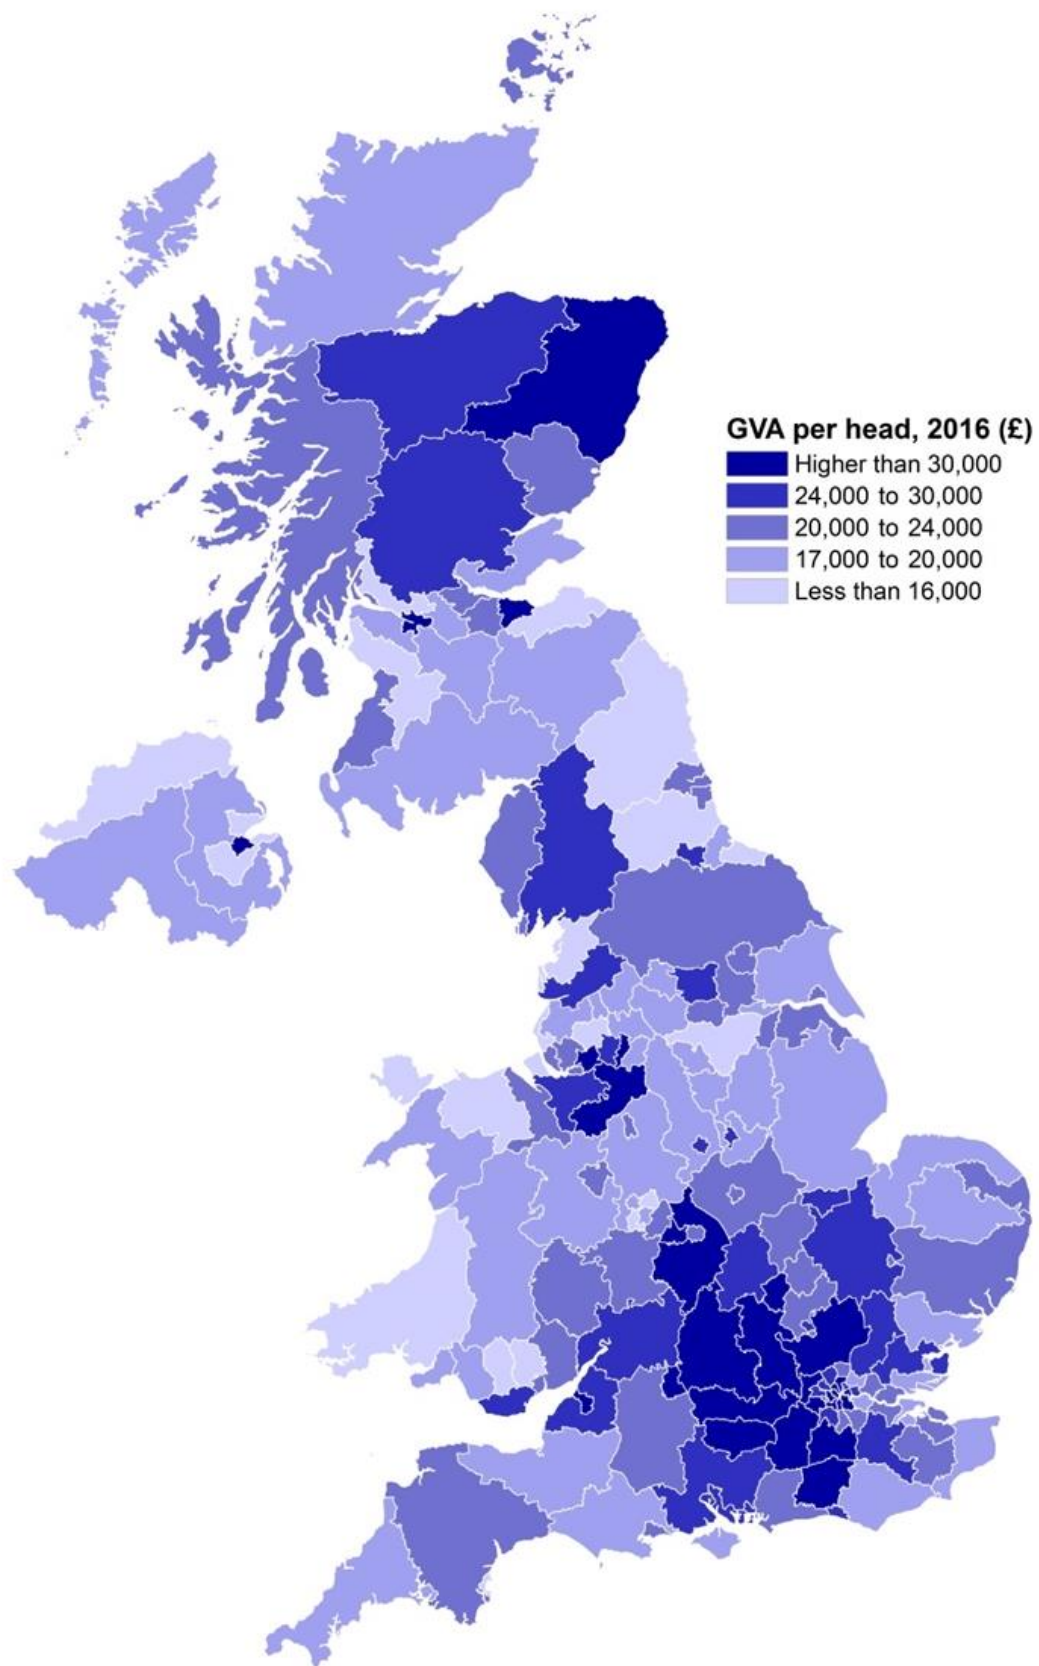 GVA per head, 2016 (£)
Higher than 30,000
24,000 to 30,000
20,000 to 24,000
17,000 to 20,000
Less than 16,000